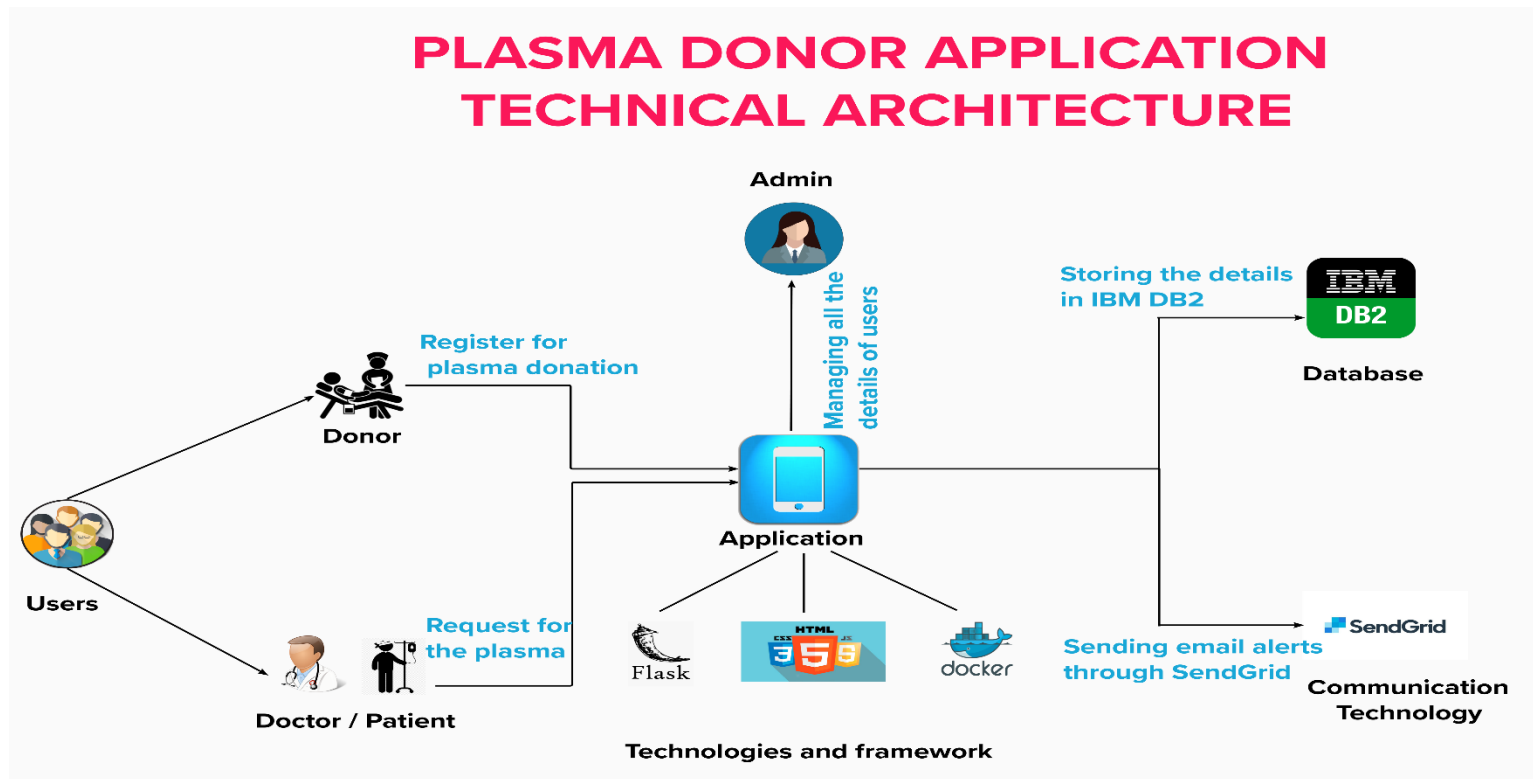 PLASMA DONOR APPLICATION
TECHNICAL ARCHITECTURE
Admin
Managing all the
details of users
Storing the details
in IBM DB2
IBM
DB2
Database
Register for
plasma donation
Donor
Application
Users
Request for
the plasma
Doctor / Patient
Flask
HTML
CSS
JS
3
5
S
docker
Sending email alerts
through SendGrid
SendGrid
Communication
Technology
Technologies and framework